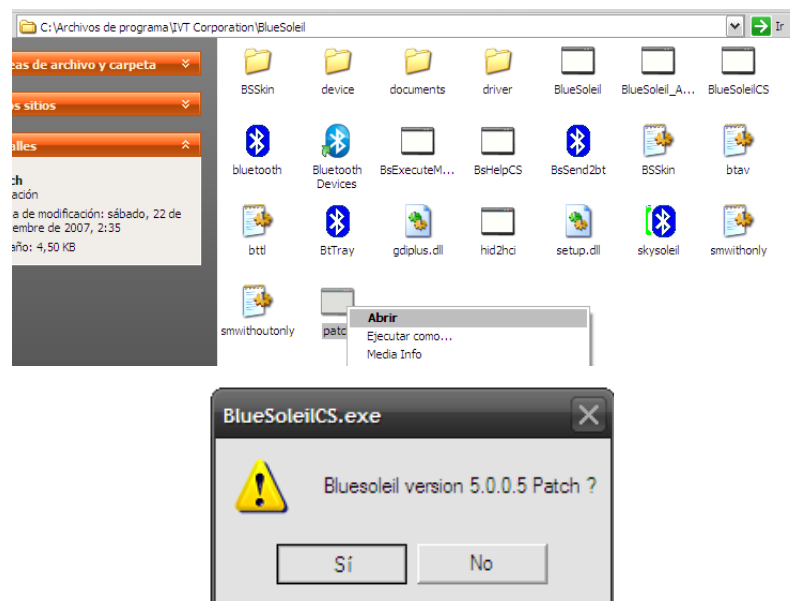 C:\Archivos de programa\IVT Corporation\BlueSoleil
Ir
eas de archivo y carpeta
os sitios
alles
ch
ación
a de modificación: sábado, 22 de
embre de 2007, 2:35
año: 4,50 KB
BSSkin
device
documents
driver
BlueSoleil
BlueSoleil_A...
BlueSoleilCS
bluetooth
Bluetooth
Devices
BsExecuteM...
BsHelpCS
BsSend2bt
BSSkin
btav
bttl
BtTray
gdiplus.dll
hid2hci
setup.dll
skysoleil
smwithonly
smwithoutonly
patc
Abrir
Ejecutar como...
Media Info
BlueSoleilCS.exe
Bluesoleil version 5.0.0.5 Patch ?
Sí
No